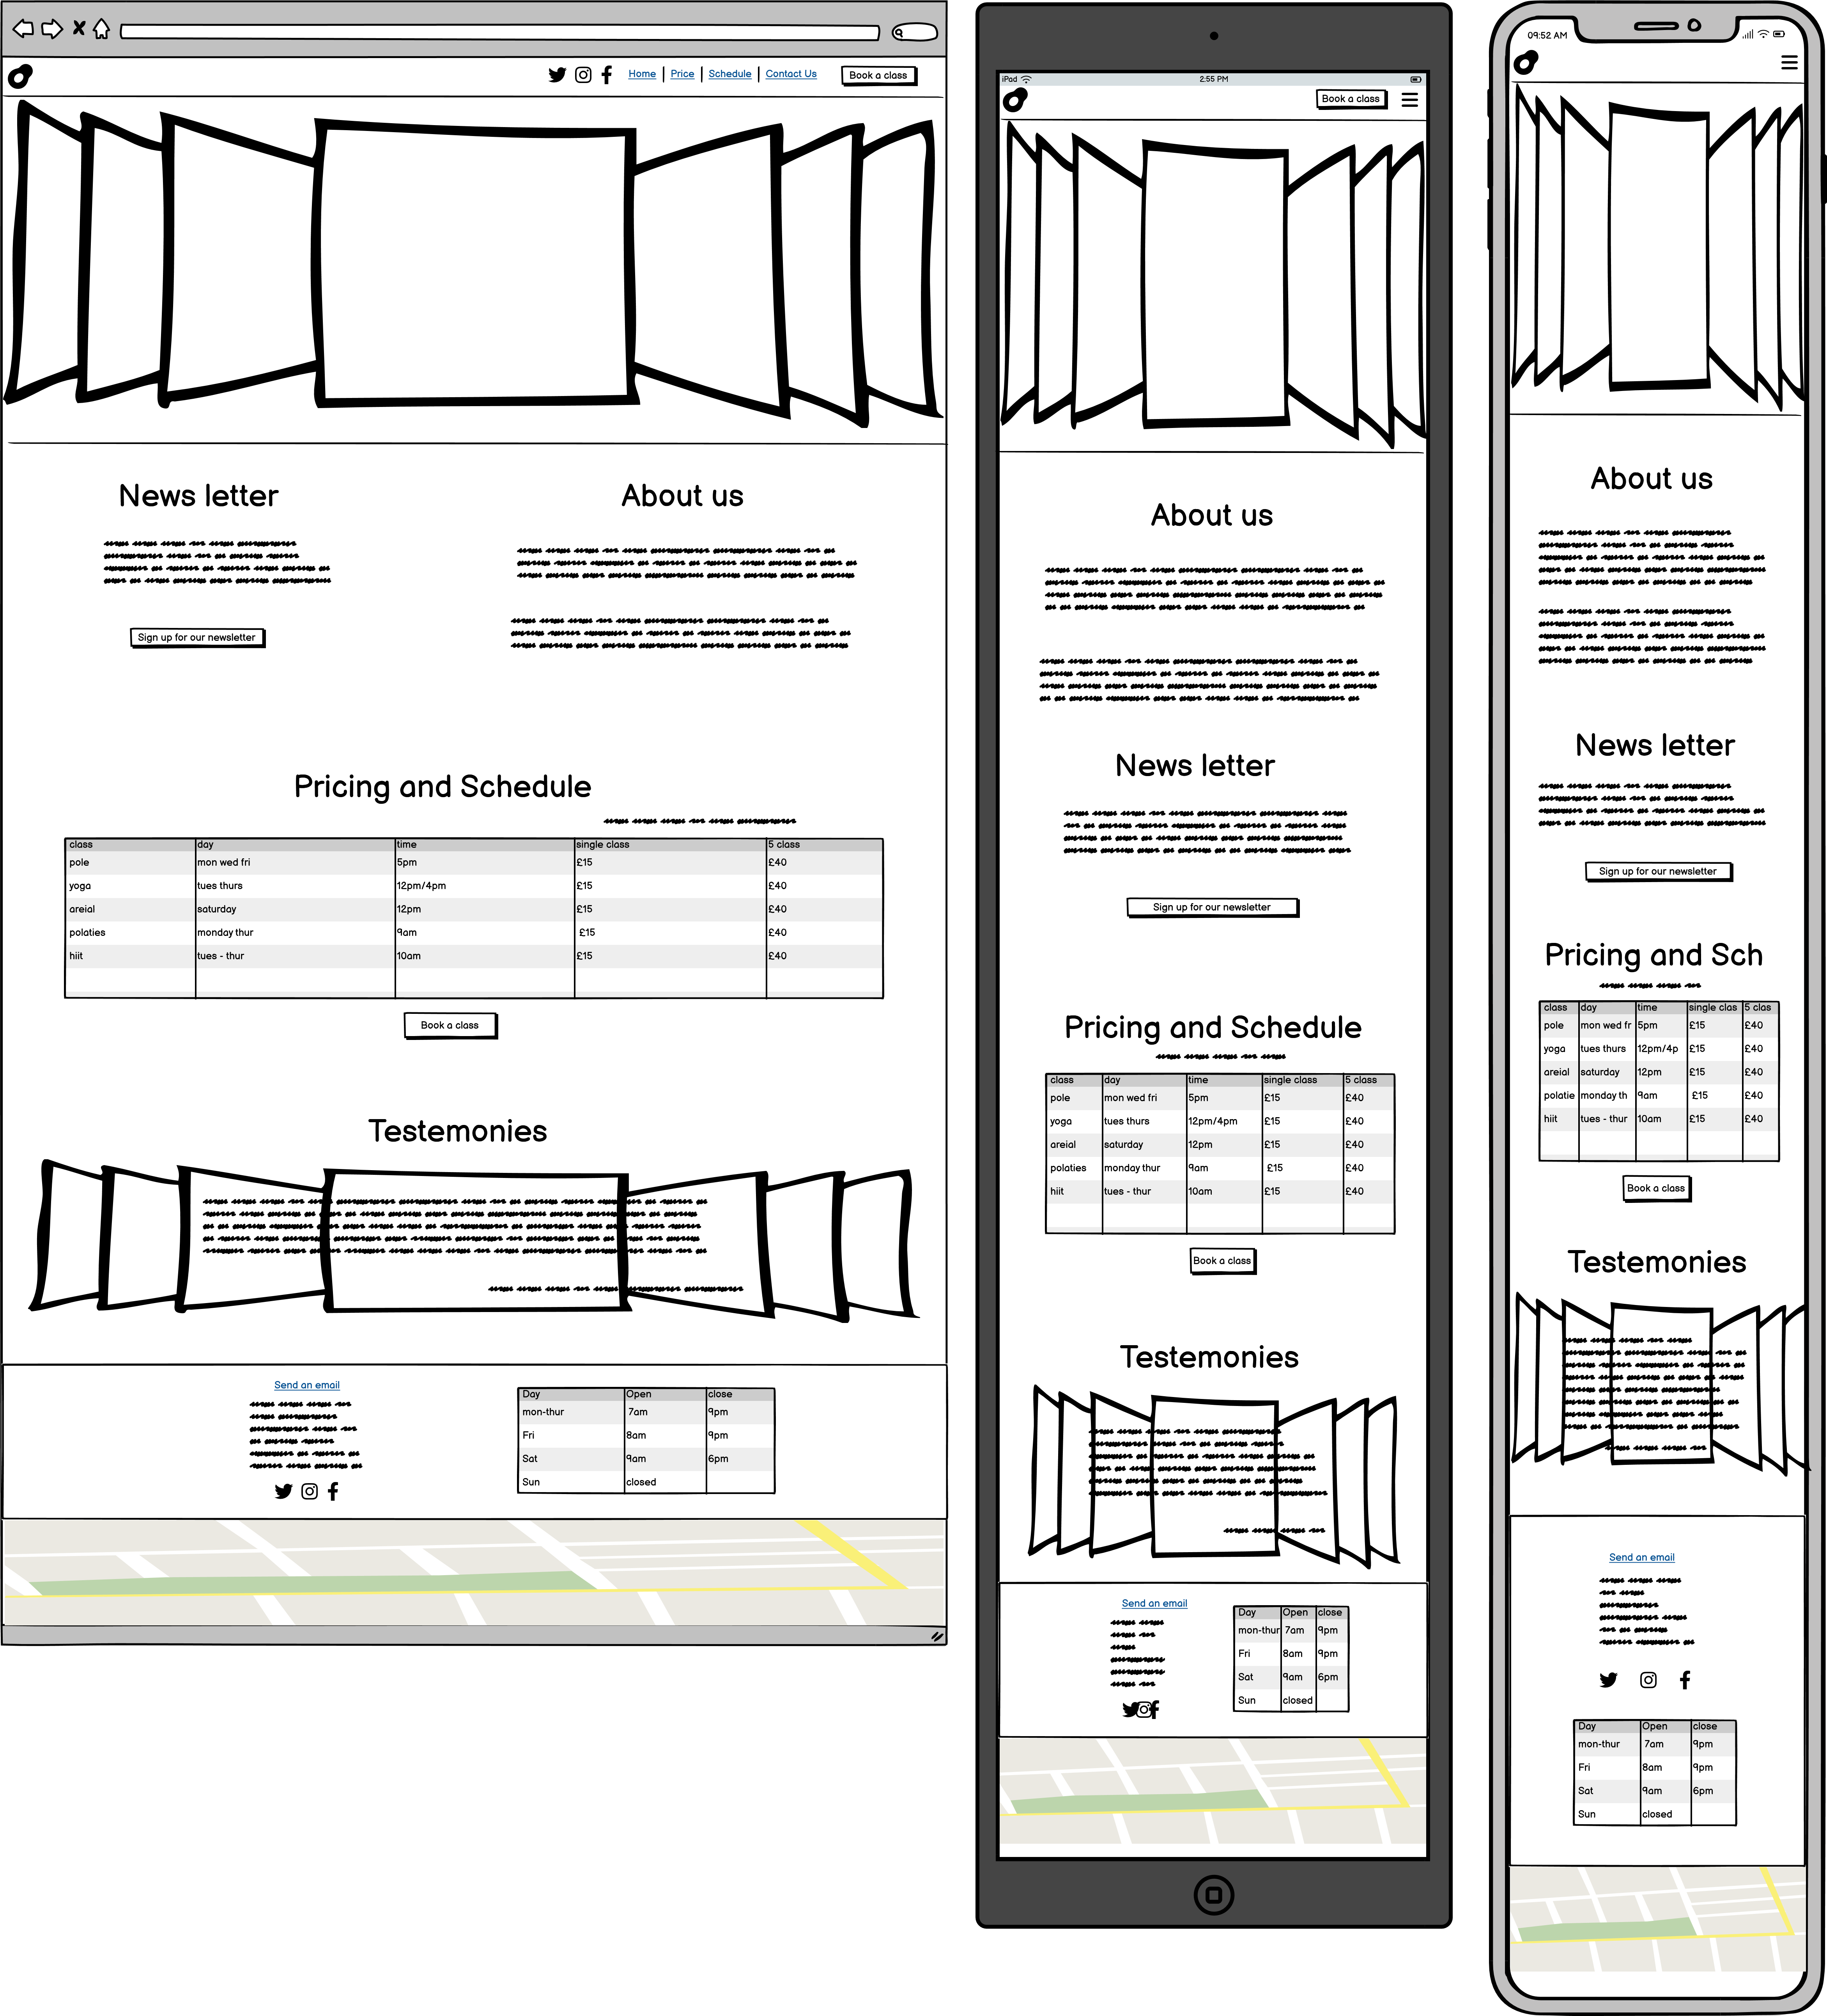 Home | Price | Schedule | Contact Us Book a class
News letter
About us
Sign up for our newsletter
Pricing and Schedule
class day time single class 5 class
pole mon wed fri 5pm £15 £40
yoga tues thurs 12pm/4pm £15 £40
areial saturday 12pm £15 £40
polaties monday thur 9am £15 £40
hiit tues - thur 10am £15 £40
Book a class
Testemonies
Send an email
Day Open close
mon-thur 7am 9pm
Fri 8am 9pm
Sat 9am 6pm
Sun closed
iPad 2:55 PM
Book a class
About us
News letter
Sign up for our newsletter
Pricing and Schedule
class day time single class 5 class
pole mon wed fri 5pm £15 £40
yoga tues thurs 12pm/4pm £15 £40
areial saturday 12pm £15 £40
polaties monday thur 9am £15 £40
hiit tues - thur 10am £15 £40
Book a class
Testemonies
Send an email
Day Open close
mon-thur 7am 9pm
Fri 8am 9pm
Sat 9am 6pm
Sun closed
09:52 AM
About us
News letter
Sign up for our newsletter
Pricing and Sch
class day time single clas 5 clas
pole mon wed fr 5pm £15 £40
yoga tues thurs 12pm/4p £15 £40
areial saturday 12pm £15 £40
polatie monday th 9am £15 £40
hiit tues - thur 10am £15 £40
Book a class
Testemonies
Send an email
Day Open close
mon-thur 7am 9pm
Fri 8am 9pm
Sat 9am 6pm
Sun closed